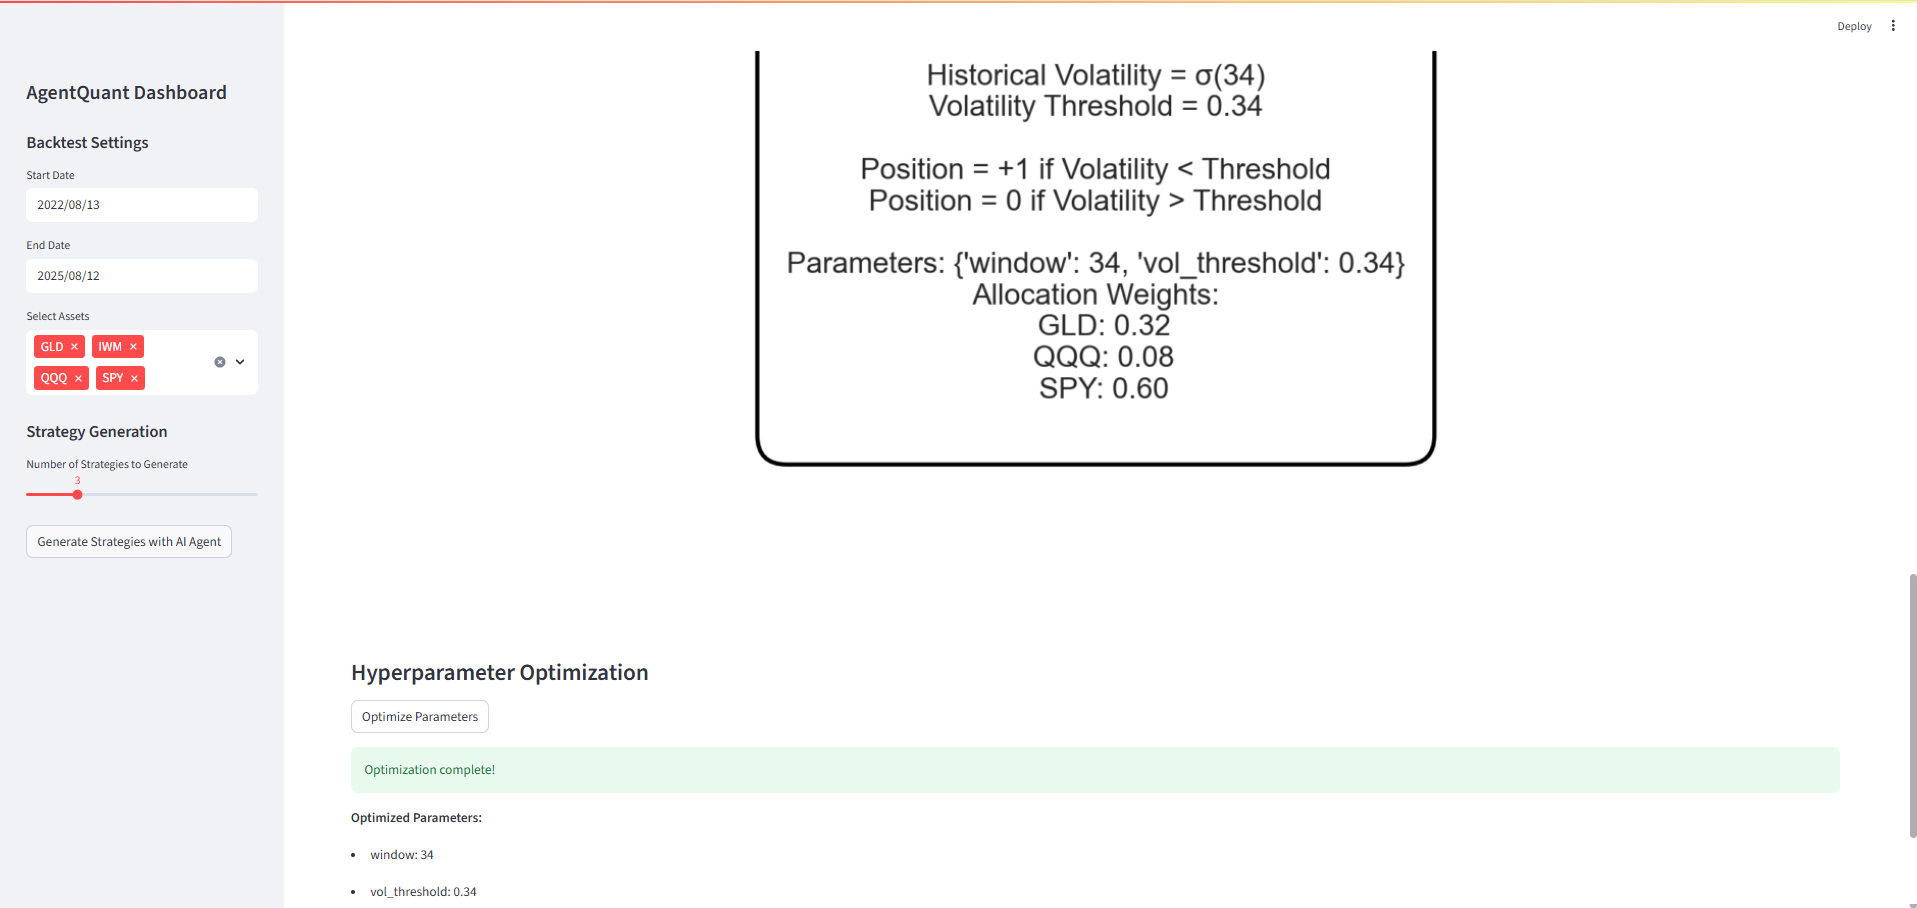 Deploy
AgentQuant Dashboard
Backtest Settings
Start Date
2022/08/13
End Date
2025/08/12
Select Assets
GLD × IWM ×
QQQ × SPY ×
Strategy Generation
Number of Strategies to Generate
3
Generate Strategies with AI Agent
Historical Volatility = σ(34)
Volatility Threshold = 0.34
Position = +1 if Volatility < Threshold
Position = 0 if Volatility > Threshold
Parameters: {'window': 34, 'vol_threshold': 0.34}
Allocation Weights:
GLD: 0.32
QQQ: 0.08
SPY: 0.60
Hyperparameter Optimization
Optimize Parameters
Optimization complete!
Optimized Parameters:
• window: 34
• vol_threshold: 0.34